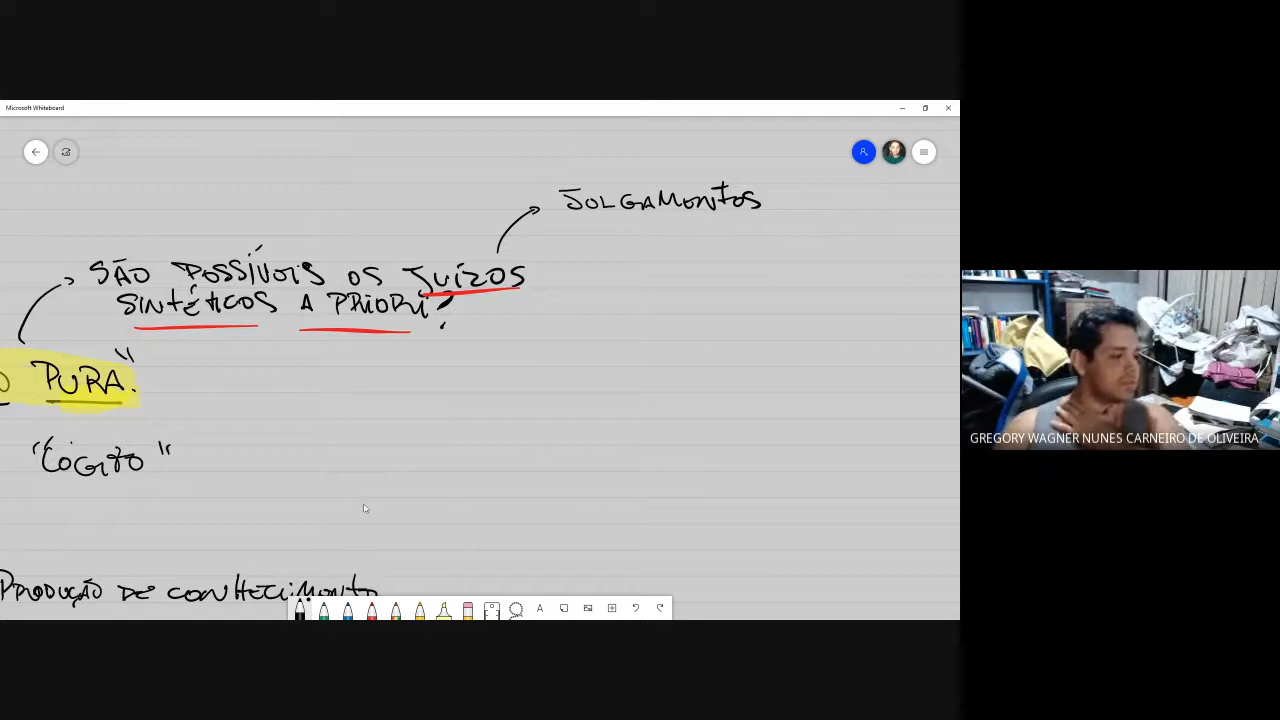 Microsoft Whiteboard
JULGAMENTOS
SÃO POSSÍVEIS OS JUÍZOS
SINTÉTICOS A PRIORI?
O PURA."
"COGITO"
PRODUÇÃO DE CONHECIMENTO
A
GREGORY WAGNER NUNES CARNEIRO DE OLIVEIRA